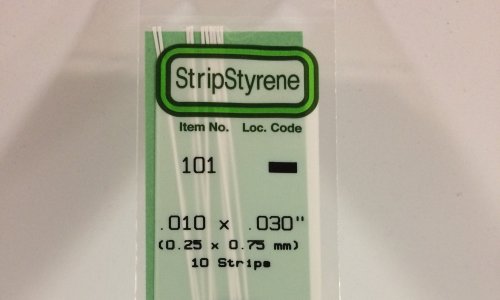 StripStyrene
Item No. Loc. Code
101
.010 x .030"
(0.25 x 0.75 mm)
10 Strips